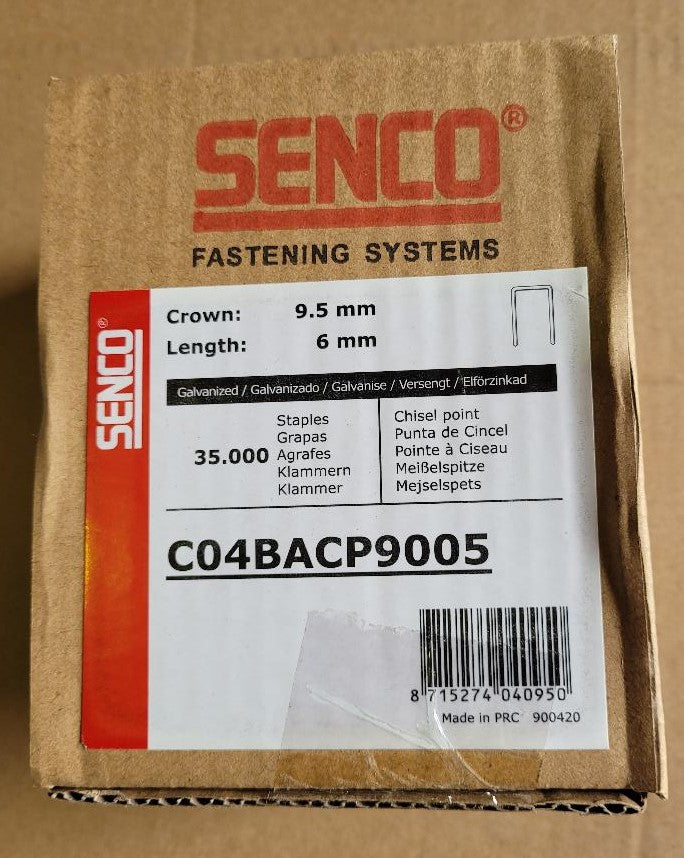 SENCO®
FASTENING SYSTEMS
SENCO®
Crown: 9.5 mm
Length: 6 mm
Galvanized / Galvanizado / Galvanise / Versengt / Elförzinkad
35.000
Staples
Grapas
Agrafes
Klammern
Klammer
Chisel point
Punta de Cincel
Pointe à Ciseau
Meißelspitze
Mejselspets
C04BACP9005
8 715274 040950
Made in PRC 900420